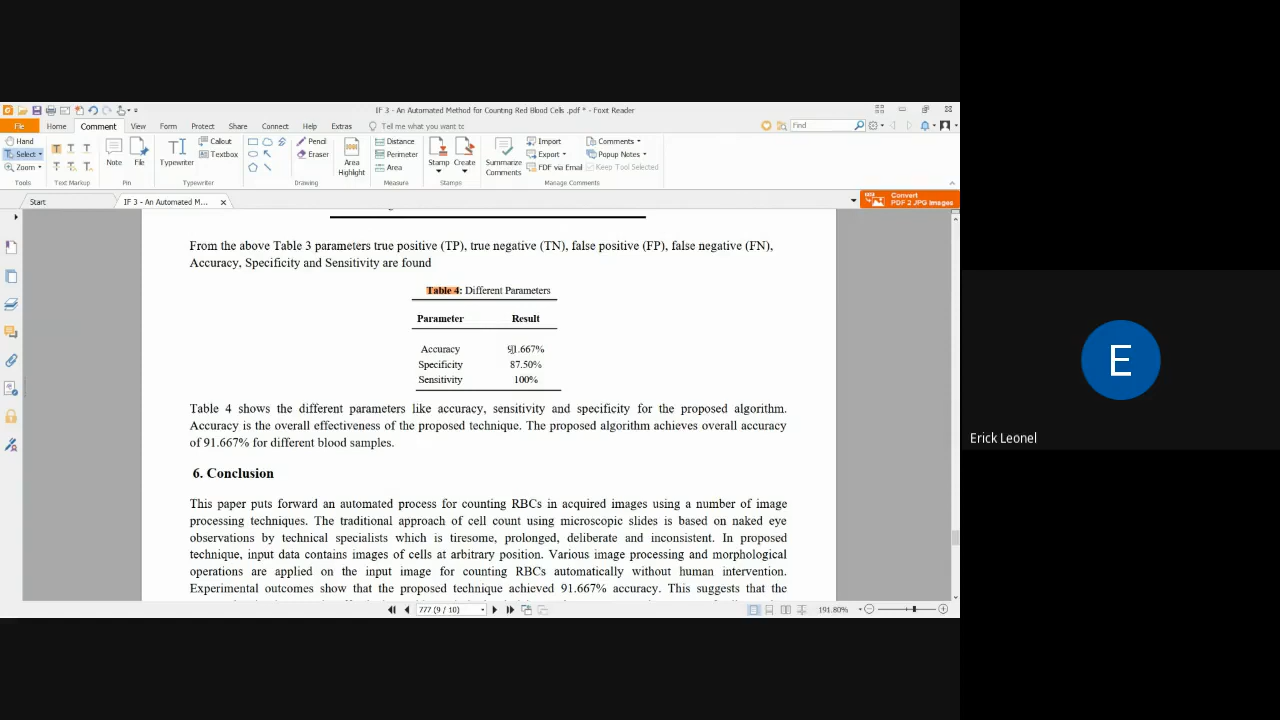 IF 3 - An Automated Method for Counting Red Blood Cells .pdf * - Foxit Reader
File Home Comment View Form Protect Share Connect Help Extras Tell me what you want to do Find
Hand
Select
Zoom
Tools
Text Markup
Note
File
Pin
Typewriter
Callout
Textbox
Typewriter
Pencil
Eraser
Drawing
Area Highlight
Distance
Perimeter
Area
Measure
Stamp
Create
Stamps
Summarize Comments
Import
Export
FDF via Email
Comments
Popup Notes
Keep Tool Selected
Manage Comments
Start
IF 3 - An Automated M...
Convert
PDF 2 JPG Images
From the above Table 3 parameters true positive (TP), true negative (TN), false positive (FP), false negative (FN),
Accuracy, Specificity and Sensitivity are found
Table 4: Different Parameters
Parameter Result
Accuracy 91.667%
Specificity 87.50%
Sensitivity 100%
Table 4 shows the different parameters like accuracy, sensitivity and specificity for the proposed algorithm.
Accuracy is the overall effectiveness of the proposed technique. The proposed algorithm achieves overall accuracy
of 91.667% for different blood samples.
6. Conclusion
This paper puts forward an automated process for counting RBCs in acquired images using a number of image
processing techniques. The traditional approach of cell count using microscopic slides is based on naked eye
observations by technical specialists which is tiresome, prolonged, deliberate and inconsistent. In proposed
technique, input data contains images of cells at arbitrary position. Various image processing and morphological
operations are applied on the input image for counting RBCs automatically without human intervention.
Experimental outcomes show that the proposed technique achieved 91.667% accuracy. This suggests that the
777 (9 / 10)
191.80%
E
Erick Leonel